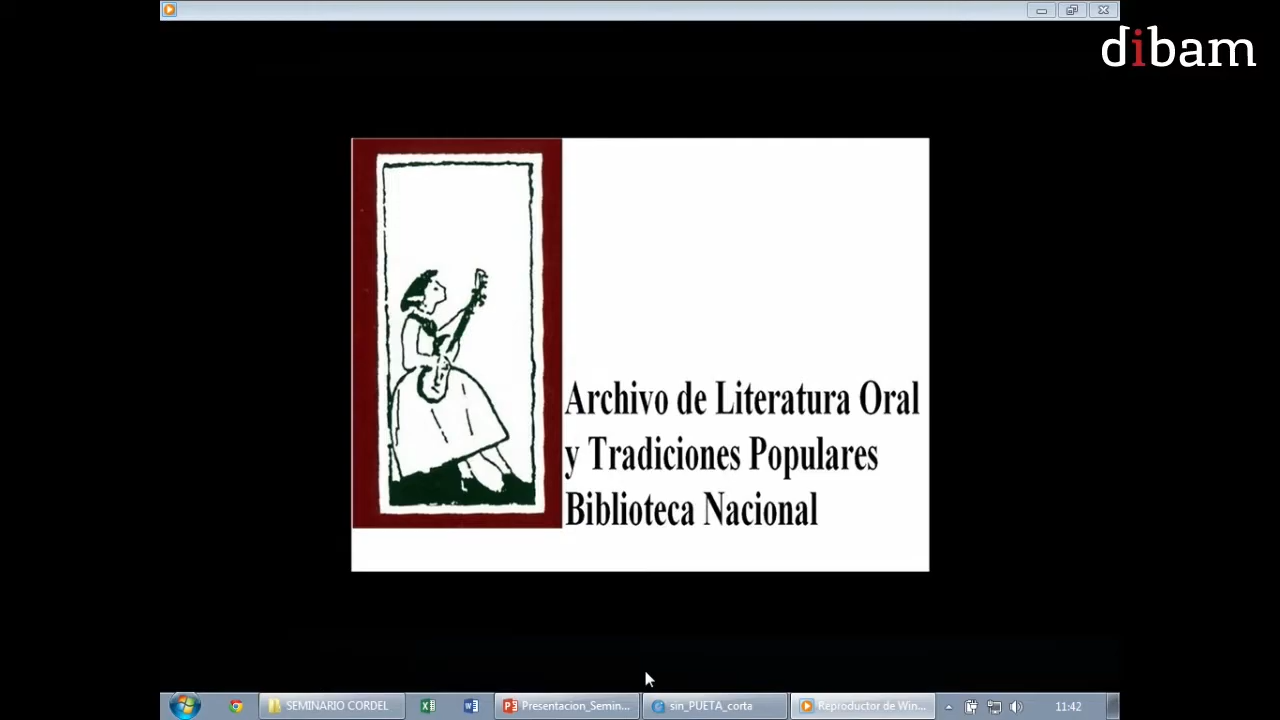 dibam
Archivo de Literatura Oral
y Tradiciones Populares
Biblioteca Nacional
SEMINARIO CORDEL
Presentacion_Semin...
sin_PUETA_corta
Reproductor de Win...
11:42